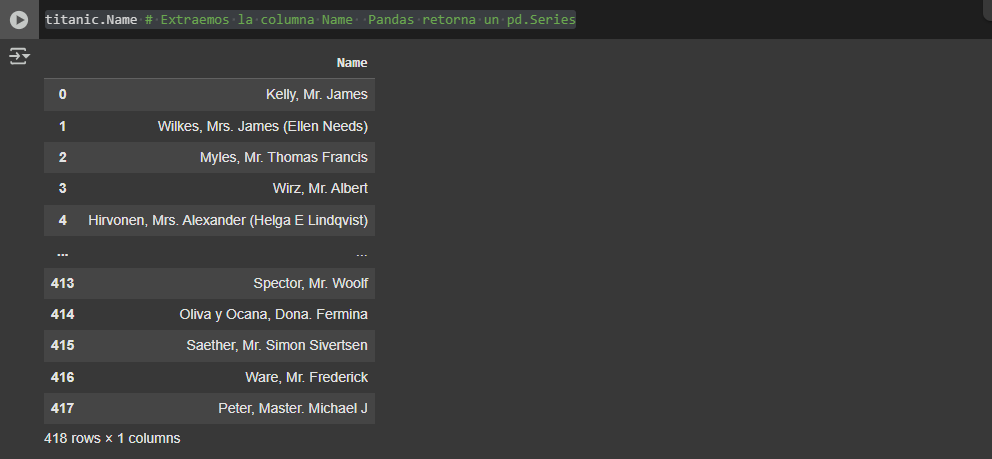 titanic.Name # Extraemos la columna Name  Pandas retorna un pd.Series
Name
0 Kelly, Mr. James
1 Wilkes, Mrs. James (Ellen Needs)
2 Myles, Mr. Thomas Francis
3 Wirz, Mr. Albert
4 Hirvonen, Mrs. Alexander (Helga E Lindqvist)
... ...
413 Spector, Mr. Woolf
414 Oliva y Ocana, Dona. Fermina
415 Saether, Mr. Simon Sivertsen
416 Ware, Mr. Frederick
417 Peter, Master. Michael J
418 rows × 1 columns